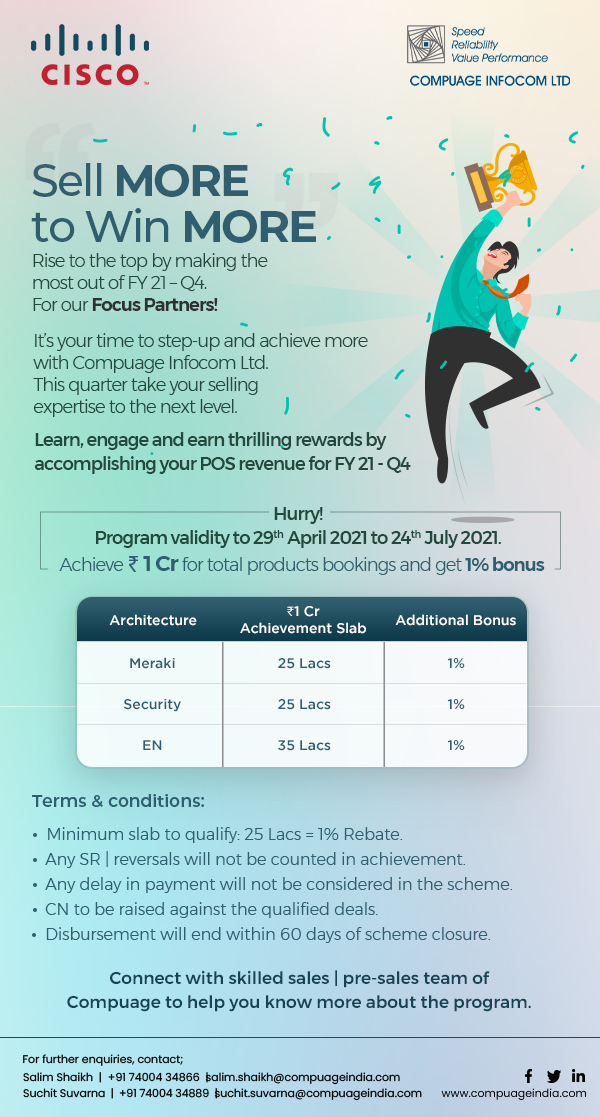 CISCO™
Speed
Reliability
Value Performance
COMPUAGE INFOCOM LTD
Sell MORE
to Win MORE
Rise to the top by making the
most out of FY 21 – Q4.
For our Focus Partners!
It's your time to step-up and achieve more
with Compuage Infocom Ltd.
This quarter take your selling
expertise to the next level.
Learn, engage and earn thrilling rewards by
accomplishing your POS revenue for FY 21 - Q4
Hurry!
Program validity to 29th April 2021 to 24th July 2021.
Achieve ₹ 1 Cr for total products bookings and get 1% bonus
Architecture ₹1 Cr Achievement Slab Additional Bonus
Meraki 25 Lacs 1%
Security 25 Lacs 1%
EN 35 Lacs 1%
Terms & conditions:
• Minimum slab to qualify: 25 Lacs = 1% Rebate.
• Any SR | reversals will not be counted in achievement.
• Any delay in payment will not be considered in the scheme.
• CN to be raised against the qualified deals.
• Disbursement will end within 60 days of scheme closure.
Connect with skilled sales | pre-sales team of
Compuage to help you know more about the program.
For further enquiries, contact;
Salim Shaikh | +91 74004 34866 | salim.shaikh@compuageindia.com
Suchit Suvarna | +91 74004 34889 | suchit.suvarna@compuageindia.com
www.compuageindia.com